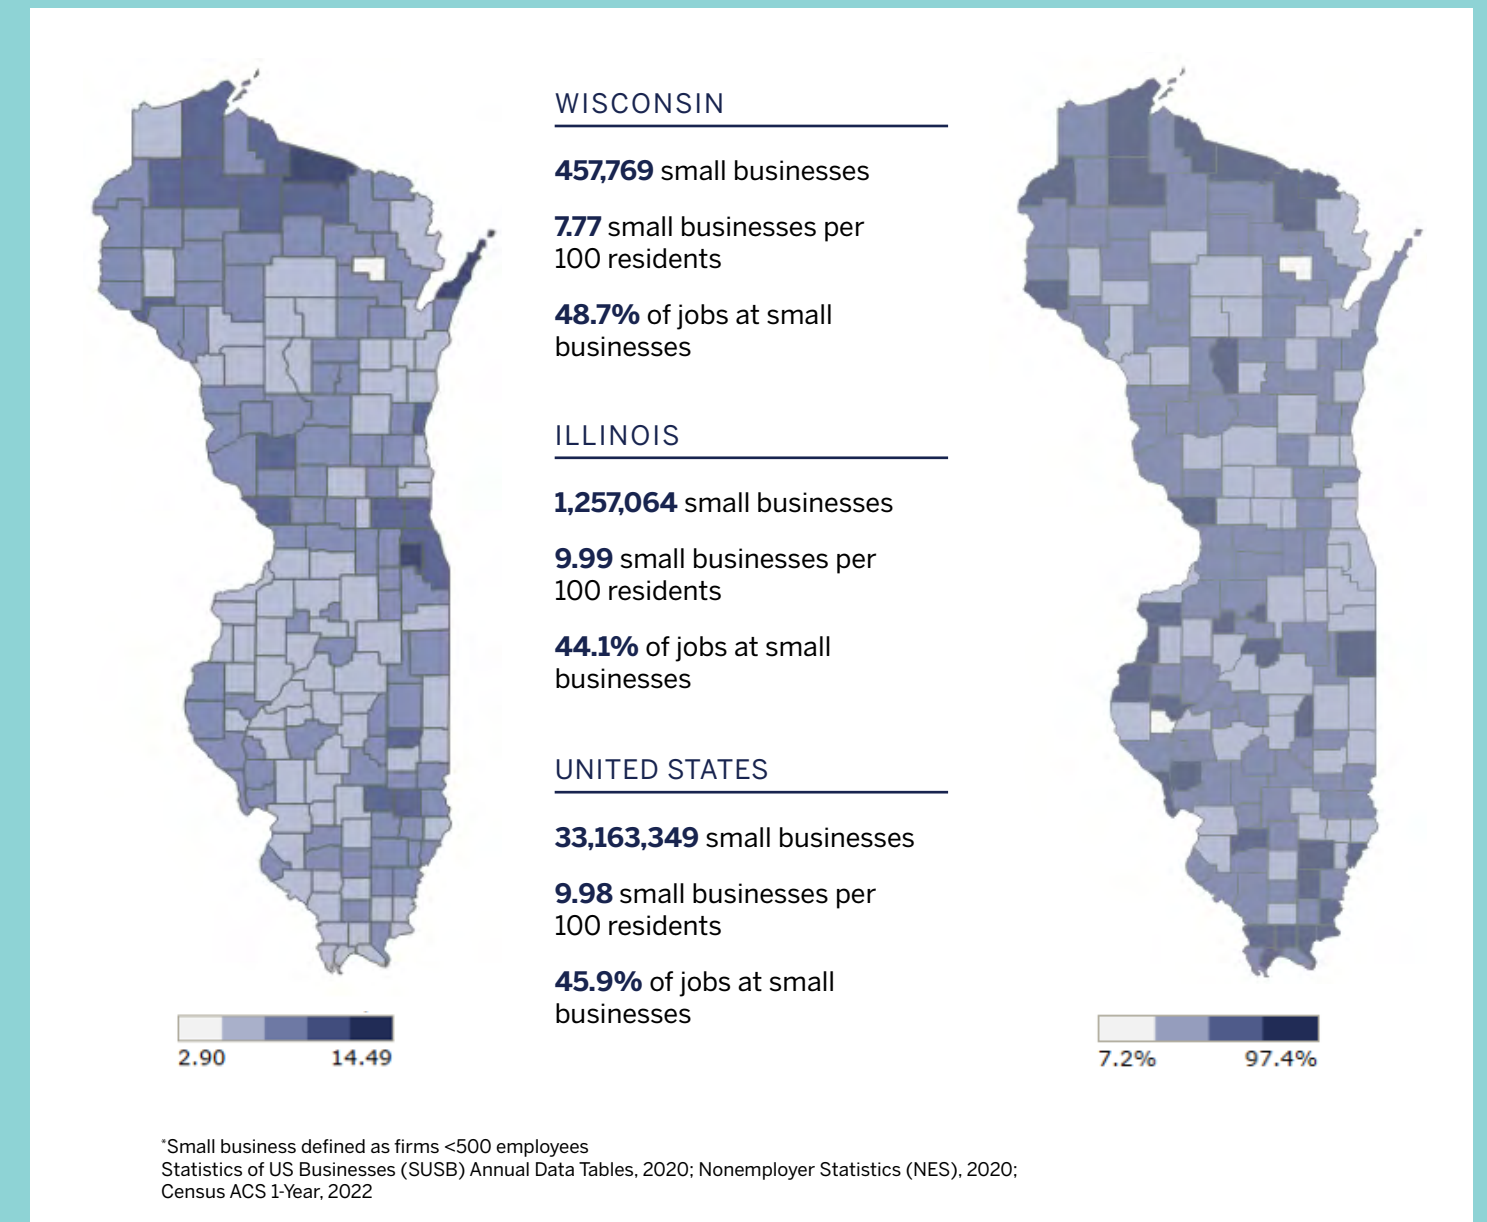 WISCONSIN
457,769 small businesses
7.77 small businesses per
100 residents
48.7% of jobs at small
businesses
ILLINOIS
1,257,064 small businesses
9.99 small businesses per
100 residents
44.1% of jobs at small
businesses
UNITED STATES
33,163,349 small businesses
9.98 small businesses per
100 residents
45.9% of jobs at small
businesses
2.90 14.49
7.2% 97.4%
*Small business defined as firms <500 employees
Statistics of US Businesses (SUSB) Annual Data Tables, 2020; Nonemployer Statistics (NES), 2020;
Census ACS 1-Year, 2022